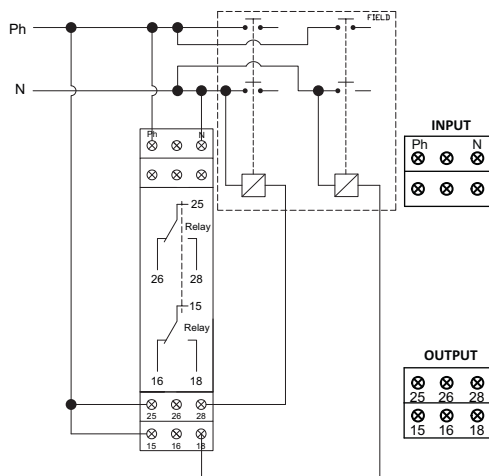 Ph
FIELD
N
Ph N
25
Relay
26 28
15
Relay
16 18
25 26 28
15 16 18
INPUT
Ph N
OUTPUT
25 26 28
15 16 18